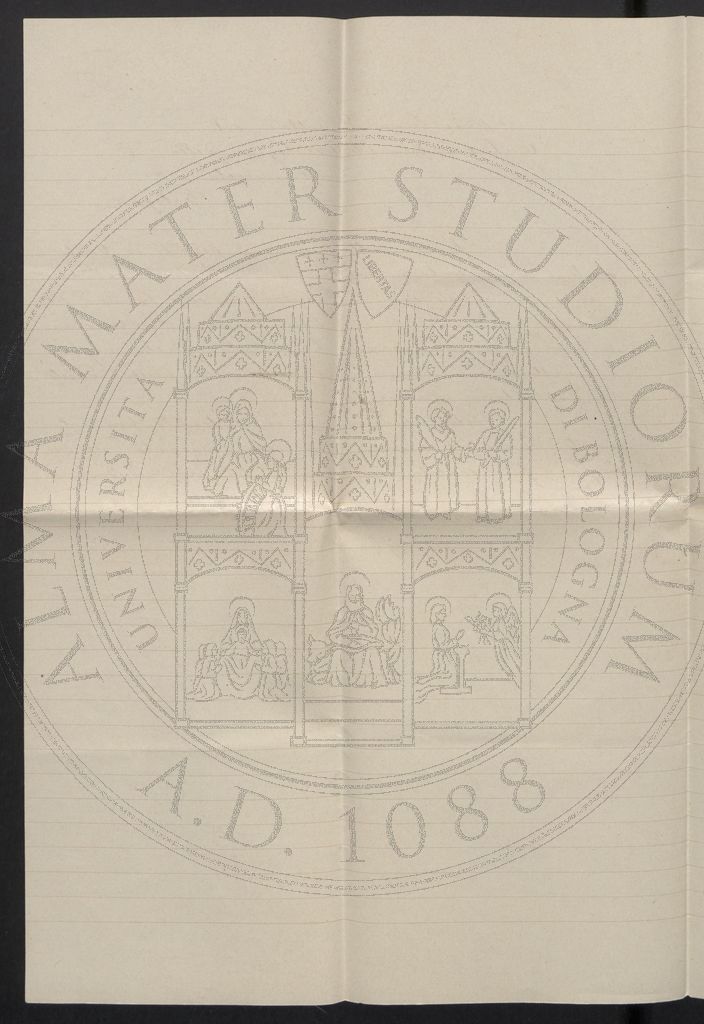 ALMA MATER STUDIORUM
UNIVERSITA DI BOLOGNA
LIBERTAS
A.D. 1088